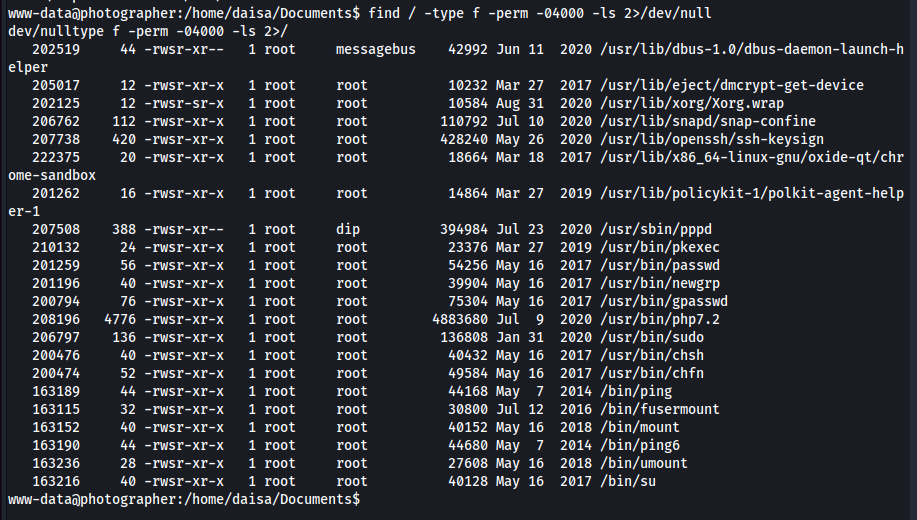 www-data@photographer:/home/daisa/Documents$ find / -type f -perm -04000 -ls 2>/dev/null
dev/nulltype f -perm -04000 -ls 2>/
202519 44 -rwsr-xr-- 1 root messagebus 42992 Jun 11 2020 /usr/lib/dbus-1.0/dbus-daemon-launch-h
elper
205017 12 -rwsr-xr-x 1 root root 10232 Mar 27 2017 /usr/lib/eject/dmcrypt-get-device
202125 12 -rwsr-sr-x 1 root root 10584 Aug 31 2020 /usr/lib/xorg/Xorg.wrap
206762 112 -rwsr-xr-x 1 root root 110792 Jul 10 2020 /usr/lib/snapd/snap-confine
207738 420 -rwsr-xr-x 1 root root 428240 May 26 2020 /usr/lib/openssh/ssh-keysign
222375 20 -rwsr-xr-x 1 root root 18664 Mar 18 2017 /usr/lib/x86_64-linux-gnu/oxide-qt/chr
ome-sandbox
201262 16 -rwsr-xr-x 1 root root 14864 Mar 27 2019 /usr/lib/policykit-1/polkit-agent-help
er-1
207508 388 -rwsr-xr-- 1 root dip 394984 Jul 23 2020 /usr/sbin/pppd
210132 24 -rwsr-xr-x 1 root root 23376 Mar 27 2019 /usr/bin/pkexec
201259 56 -rwsr-xr-x 1 root root 54256 May 16 2017 /usr/bin/passwd
201196 40 -rwsr-xr-x 1 root root 39904 May 16 2017 /usr/bin/newgrp
200794 76 -rwsr-xr-x 1 root root 75304 May 16 2017 /usr/bin/gpasswd
208196 4776 -rwsr-xr-x 1 root root 4883680 Jul 9 2020 /usr/bin/php7.2
206797 136 -rwsr-xr-x 1 root root 136808 Jan 31 2020 /usr/bin/sudo
200476 40 -rwsr-xr-x 1 root root 40432 May 16 2017 /usr/bin/chsh
200474 52 -rwsr-xr-x 1 root root 49584 May 16 2017 /usr/bin/chfn
163189 44 -rwsr-xr-x 1 root root 44168 May 7 2014 /bin/ping
163115 32 -rwsr-xr-x 1 root root 30800 Jul 12 2016 /bin/fusermount
163152 40 -rwsr-xr-x 1 root root 40152 May 16 2018 /bin/mount
163190 44 -rwsr-xr-x 1 root root 44680 May 7 2014 /bin/ping6
163236 28 -rwsr-xr-x 1 root root 27608 May 16 2018 /bin/umount
163216 40 -rwsr-xr-x 1 root root 40128 May 16 2017 /bin/su
www-data@photographer:/home/daisa/Documents$